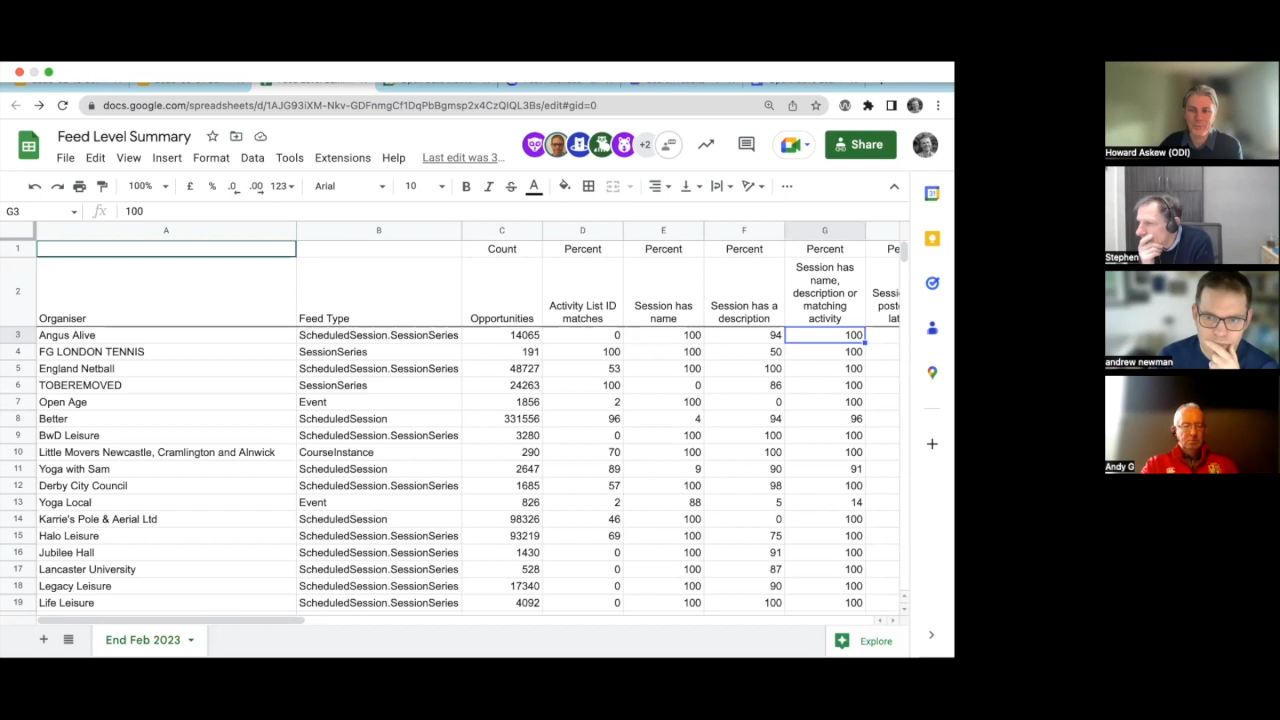 docs.google.com/spreadsheets/d/1AJG93iXM-Nkv-GDFnmgCf1DqPbBgmsp2x4CzQIQL3Bs/edit#gid=0
Feed Level Summary
+2
Share
File Edit View Insert Format Data Tools Extensions Help Last edit was 3...
100% £ % .0 .00 123 Arial 10 B I S A
G3 fx 100
A B C D E F G
1 Count Percent Percent Percent Percent Pe
2 Organiser Feed Type Opportunities Activity List ID matches Session has name Session has a description Session has name, description or matching activity
3 Angus Alive ScheduledSession.SessionSeries 14065 0 100 94 100
4 FG LONDON TENNIS SessionSeries 191 100 100 50 100
5 England Netball ScheduledSession.SessionSeries 48727 53 100 100 100
6 TOBEREMOVED SessionSeries 24263 100 0 86 100
7 Open Age Event 1856 2 100 0 100
8 Better ScheduledSession 331556 96 4 94 96
9 BwD Leisure ScheduledSession.SessionSeries 3280 0 100 100 100
10 Little Movers Newcastle, Cramlington and Alnwick CourseInstance 290 70 100 100 100
11 Yoga with Sam ScheduledSession 2647 89 9 90 91
12 Derby City Council ScheduledSession.SessionSeries 1685 57 100 98 100
13 Yoga Local Event 826 2 88 5 14
14 Karrie's Pole & Aerial Ltd ScheduledSession 98326 46 100 0 100
15 Halo Leisure ScheduledSession.SessionSeries 93219 69 100 75 100
16 Jubilee Hall ScheduledSession.SessionSeries 1430 0 100 91 100
17 Lancaster University ScheduledSession.SessionSeries 528 0 100 87 100
18 Legacy Leisure ScheduledSession.SessionSeries 17340 0 100 90 100
19 Life Leisure ScheduledSession.SessionSeries 4092 0 100 100 100
End Feb 2023
Explore
Howard Askew (ODI)
Stephen
andrew newman
Andy G